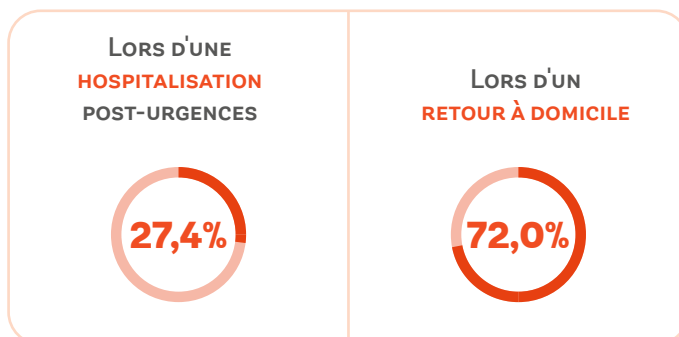 Lors d'une
hospitalisation
post-urgences
27,4%
Lors d'un
retour à domicile
72,0%